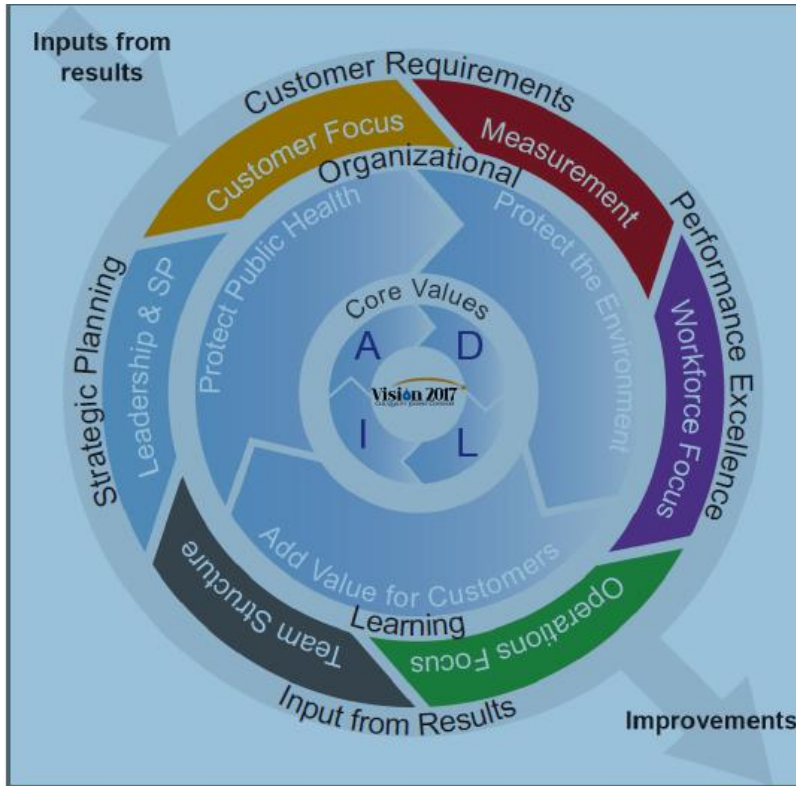 Inputs from
results
Customer Requirements
Customer Focus
Measurement
Organizational
Protect Public Health
Protect the Environment
Performance Excellence
Strategic Planning
Leadership & SP
Workforce Focus
Core Values
A
D
Vision 2017
I
L
Add Value for Customers
Learning
Team Structure
Operations Focus
Input from Results
Improvements